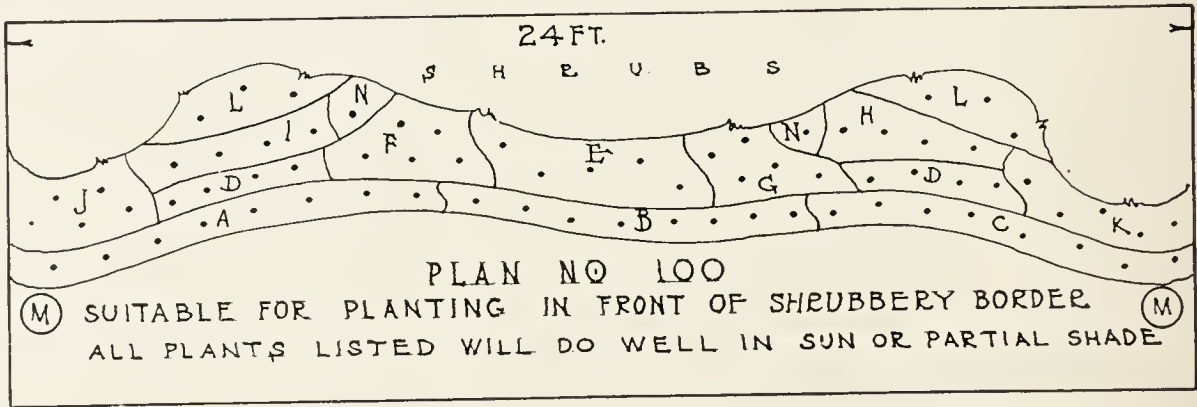 24 FT.
S H R U B S
L N I F E N H L
J D G D K
A B C
PLAN NO 100
M SUITABLE FOR PLANTING IN FRONT OF SHRUBBERY BORDER M
ALL PLANTS LISTED WILL DO WELL IN SUN OR PARTIAL SHADE